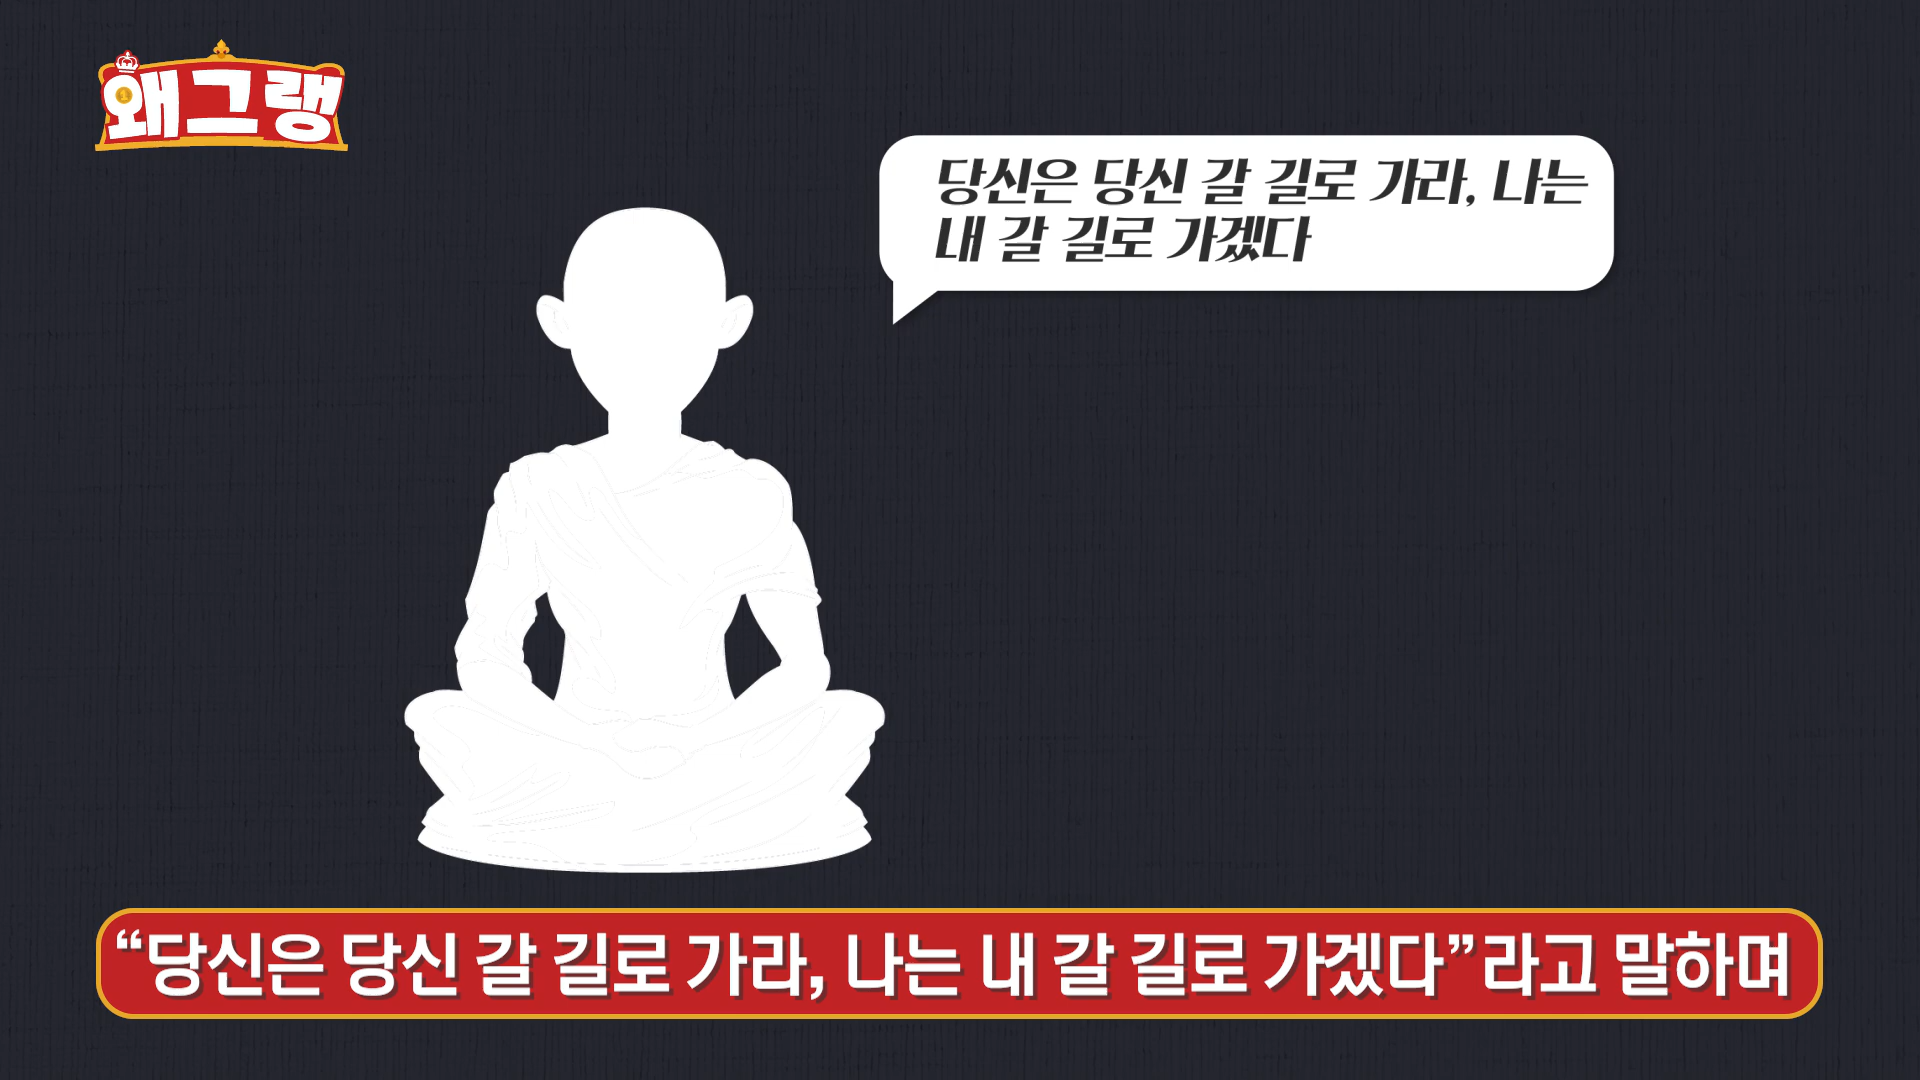 왜그랭
당신은 당신 갈 길로 가라, 나는
내 갈 길로 가겠다
“당신은 당신 갈 길로 가라, 나는 내 갈 길로 가겠다”라고 말하며